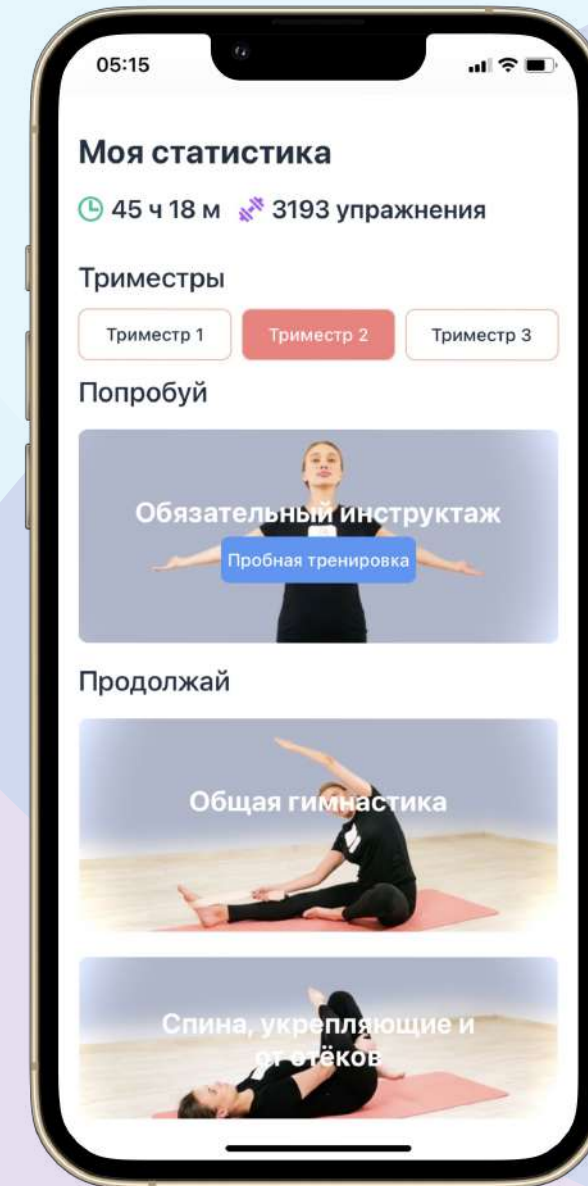 05:15
Моя статистика
45 ч 18 м 3193 упражнения
Триместры
Триместр 1 Триместр 2 Триместр 3
Попробуй
Обязательный инструктаж
Пробная тренировка
Продолжай
Общая гимнастика
Спина, укрепляющие и
от отёков